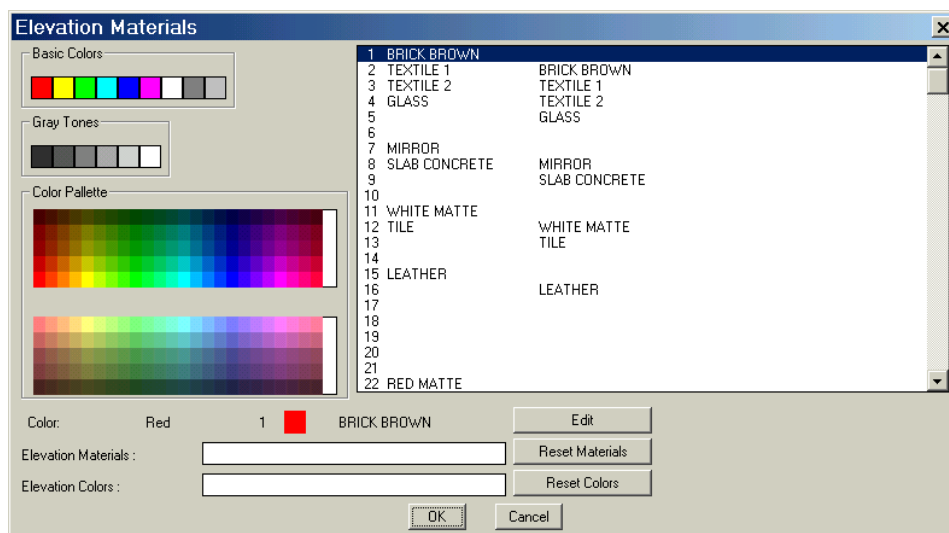 Elevation Materials
Basic Colors
Gray Tones
Color Pallette
1 BRICK BROWN
2 TEXTILE 1 BRICK BROWN
3 TEXTILE 2 TEXTILE 1
4 GLASS TEXTILE 2
5 GLASS
6
7 MIRROR
8 SLAB CONCRETE MIRROR
9 SLAB CONCRETE
10
11 WHITE MATTE
12 TILE WHITE MATTE
13 TILE
14
15 LEATHER
16 LEATHER
17
18
19
20
21
22 RED MATTE
Color: Red 1 BRICK BROWN Edit
Elevation Materials : Reset Materials
Elevation Colors : Reset Colors
OK Cancel